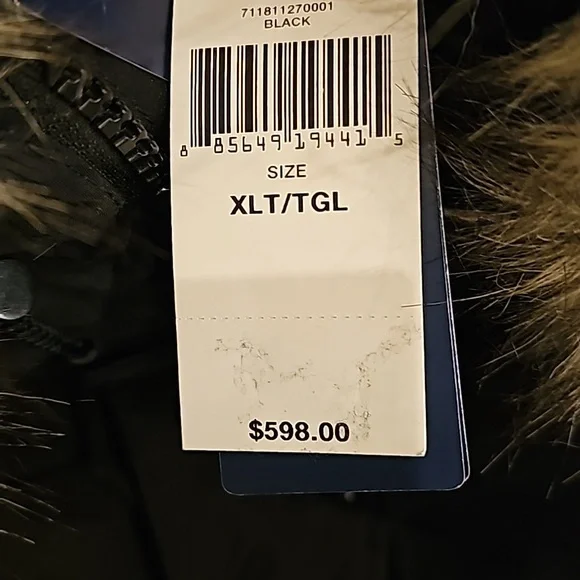 711811270001
BLACK
8 85649 19441 5
SIZE
XLT/TGL
$598.00